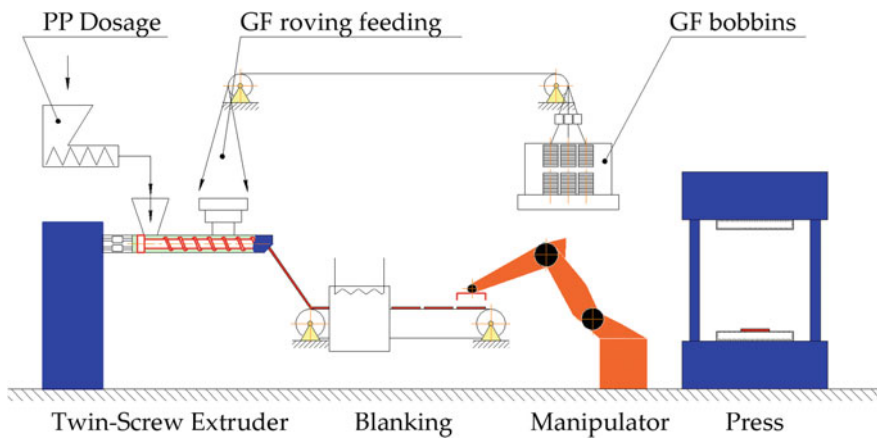 PP Dosage
GF roving feeding
GF bobbins
Twin-Screw Extruder
Blanking
Manipulator
Press